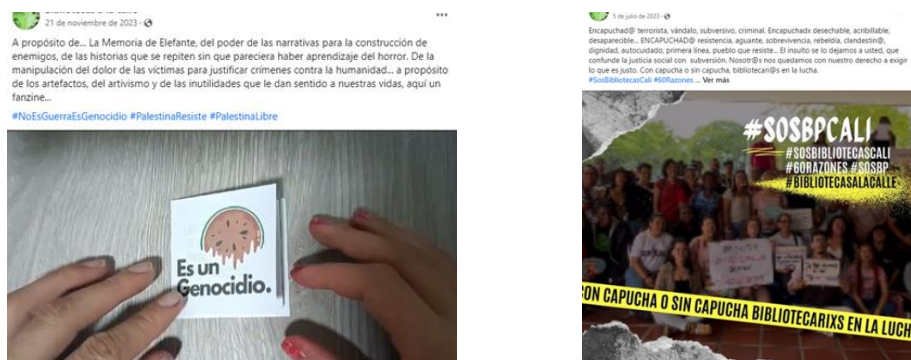 21 de noviembre de 2023
A propósito de... La Memoria de Elefante, del poder de las narrativas para la construcción de
enemigos, de las historias que se repiten sin que pareciera haber aprendizaje del horror. De la
manipulación del dolor de las víctimas para justificar crímenes contra la humanidad... a propósito
de los artefactos, del artivismo y de las inutilidades que le dan sentido a nuestras vidas, aquí un
fanzine...
#NoEsGuerraEsGenocidio #PalestinaResiste #PalestinaLibre
Es un
Genocidio.
5 de julio de 2023
Encapuchad@ terrorista, vándalo, subversivo, criminal. Encapuchadx desechable, acribillable,
desaparecible... ENCAPUCHAD@ resistencia, aguante, sobrevivencia, rebeldía, clandestin@,
dignidad, autocuidado, primera línea, pueblo que resiste... El insulto se lo dejamos a usted, que
confunde la justicia social con subversión. Nosotr@s nos quedamos con nuestro derecho a exigir
lo que es justo. Con capucha o sin capucha, bibliotecari@s en la lucha.
#SosBibliotecasCali #60Razones ... Ver más
#SOSBPCALI
#SOSBIBLIOTECASCALI
#60RAZONES #SOSBP
#BIBLIOTECASALACALLE
CON CAPUCHA O SIN CAPUCHA BIBLIOTECARIXS EN LA LUCH